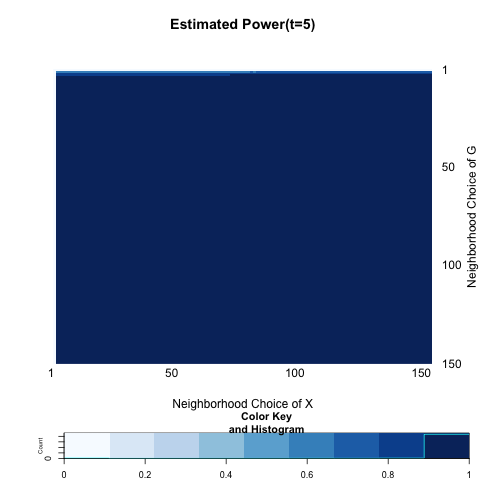 Estimated Power(t=5)
1
50
100
150
Neighborhood Choice of G
1
50
100
150
Neighborhood Choice of X
Color Key
and Histogram
Count
0
0
0.2
0.4
0.6
0.8
1